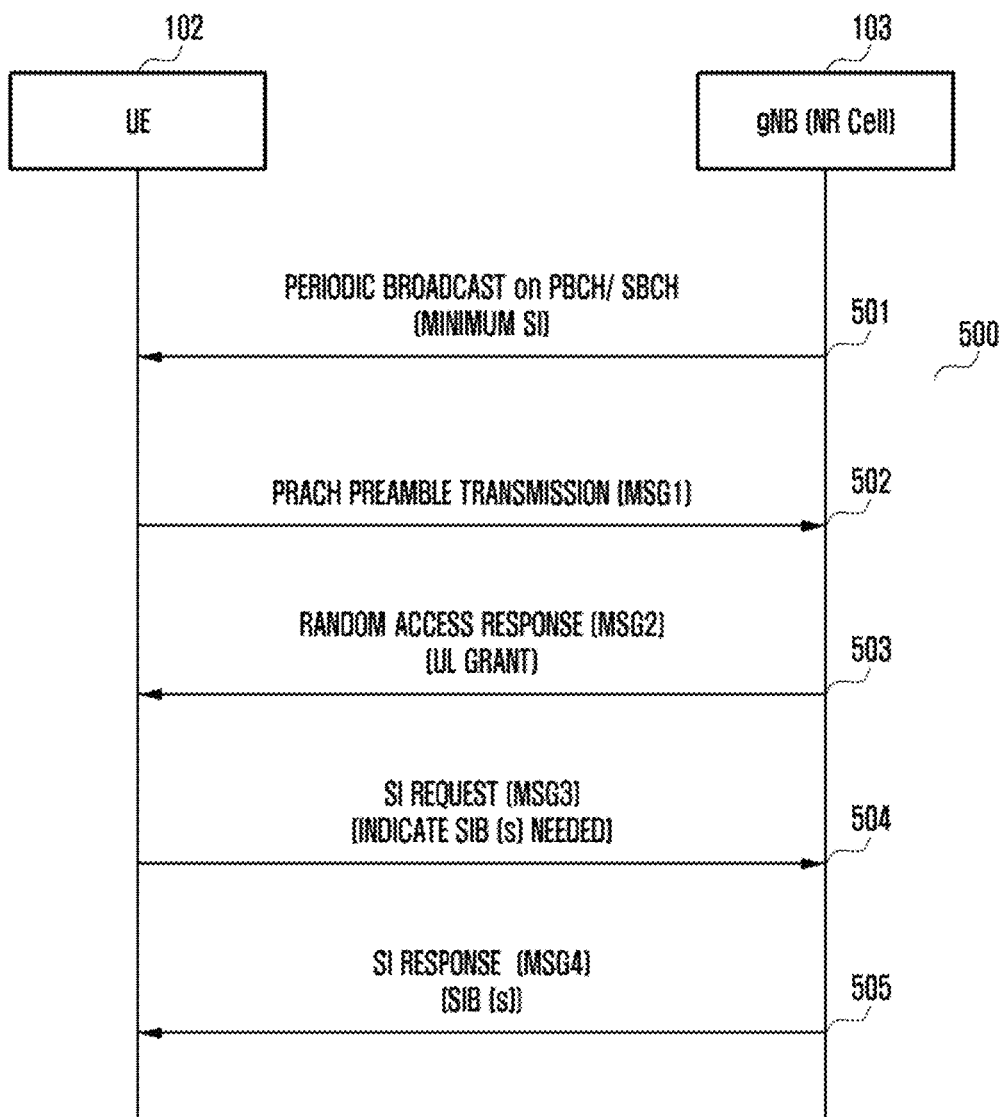 102
103
UE
gNB (NR Cell)
PERIODIC BROADCAST on PBCH/ SBCH
(MINIMUM SI)
501
500
PRACH PREAMBLE TRANSMISSION (MSG1)
502
RANDOM ACCESS RESPONSE (MSG2)
(UL GRANT)
503
SI REQUEST (MSG3)
(INDICATE SIB (s) NEEDED)
504
SI RESPONSE (MSG4)
(SIB (s))
505